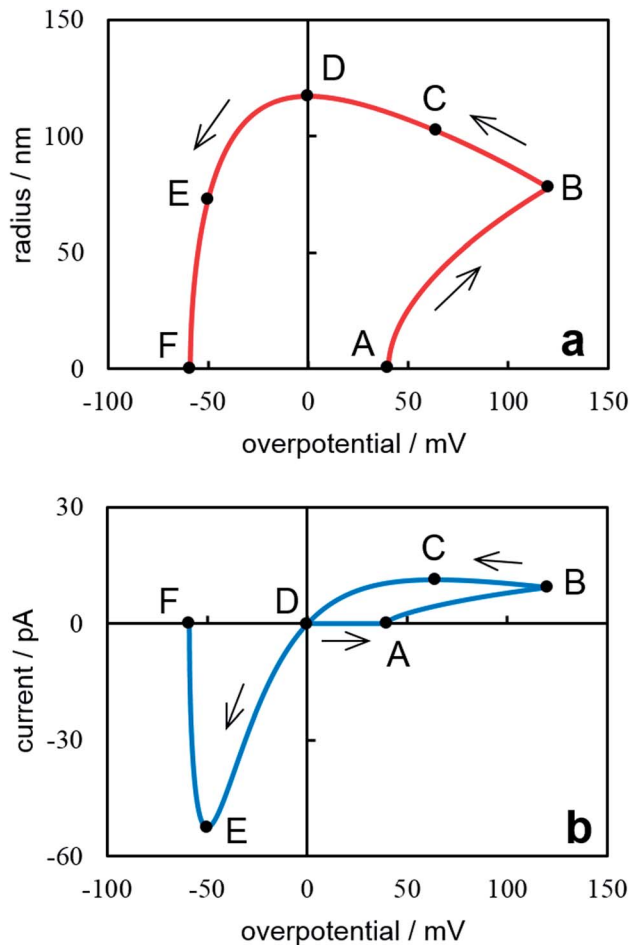 150
D
C
100
E
B
radius / nm
50
F
A
a
0
-100 -50 0 50 100 150
overpotential / mV
30
C
F D B
0
A
current / pA
-30
E
b
-60
-100 -50 0 50 100 150
overpotential / mV